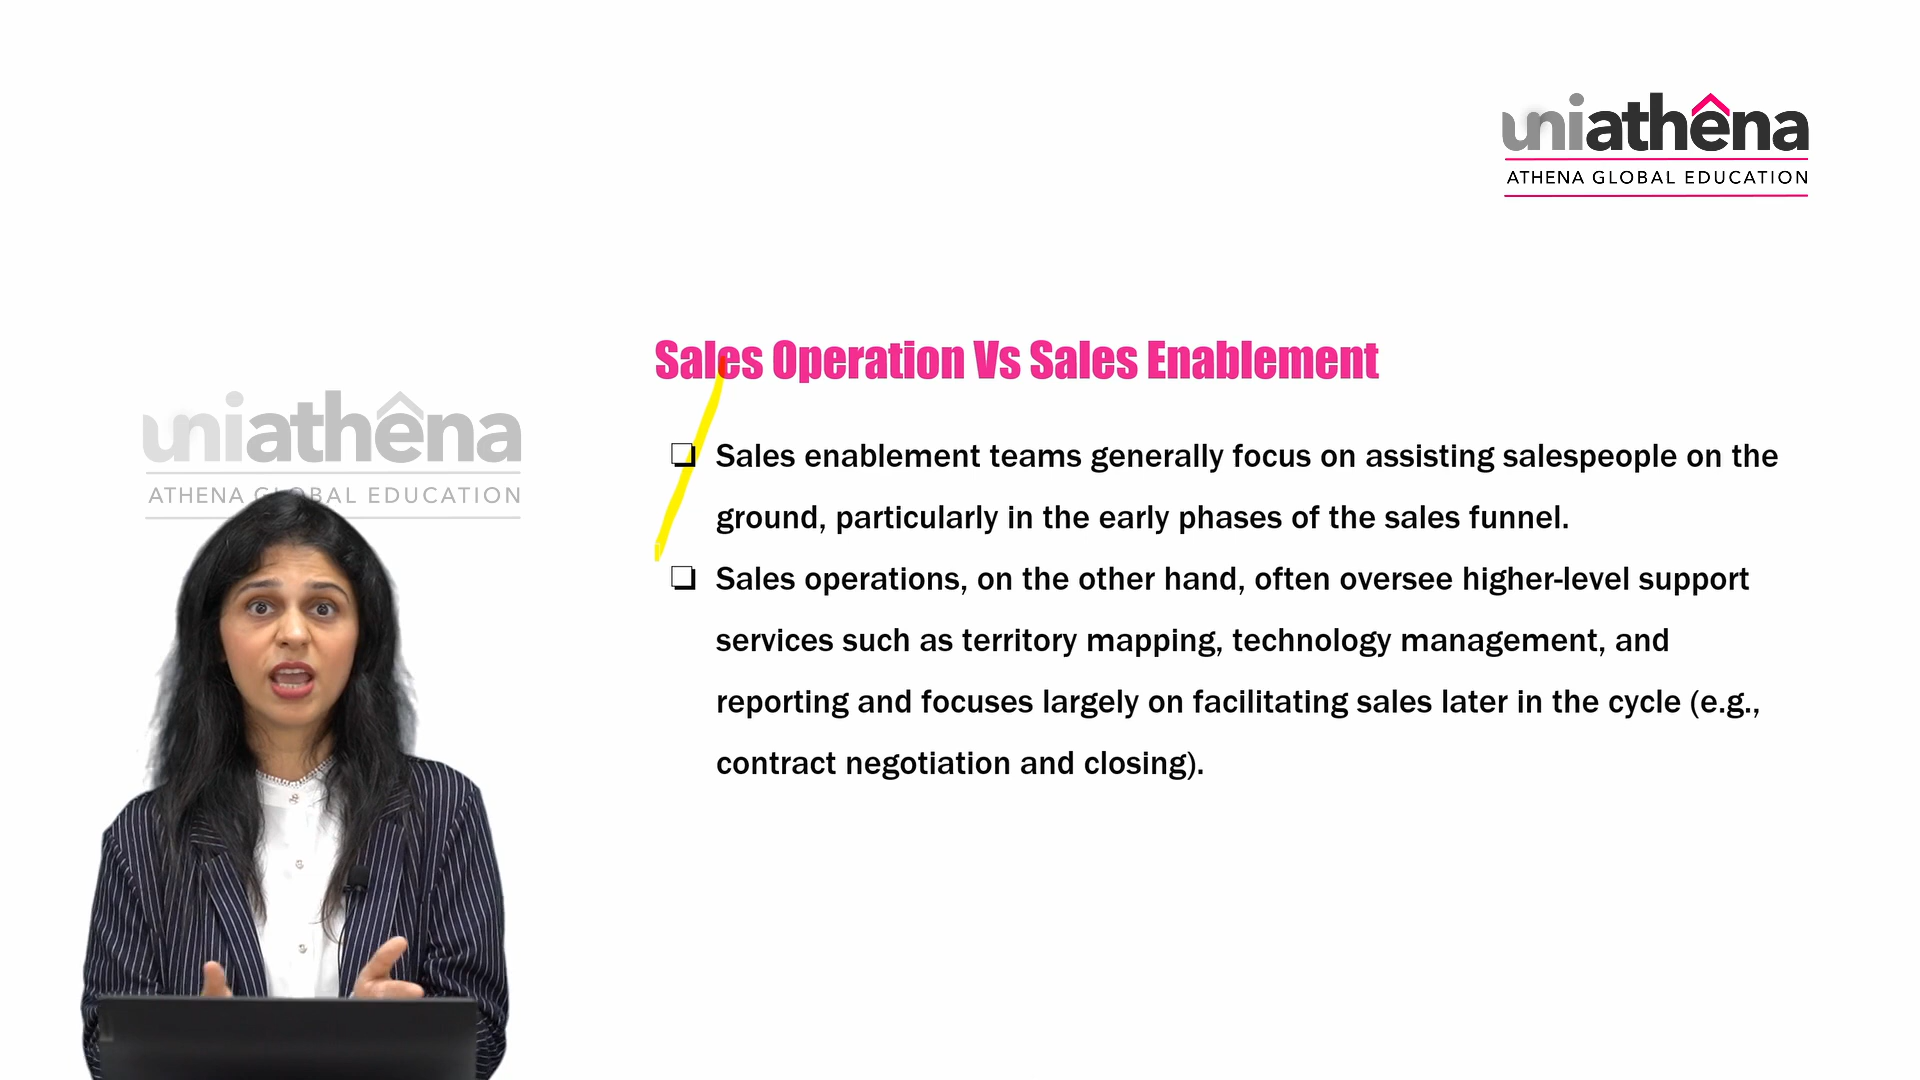 uniathêna
ATHENA GLOBAL EDUCATION
Sales Operation Vs Sales Enablement
uniathêna
ATHENA GLOBAL EDUCATION
❑ Sales enablement teams generally focus on assisting salespeople on the
ground, particularly in the early phases of the sales funnel.
❑ Sales operations, on the other hand, often oversee higher-level support
services such as territory mapping, technology management, and
reporting and focuses largely on facilitating sales later in the cycle (e.g.,
contract negotiation and closing).